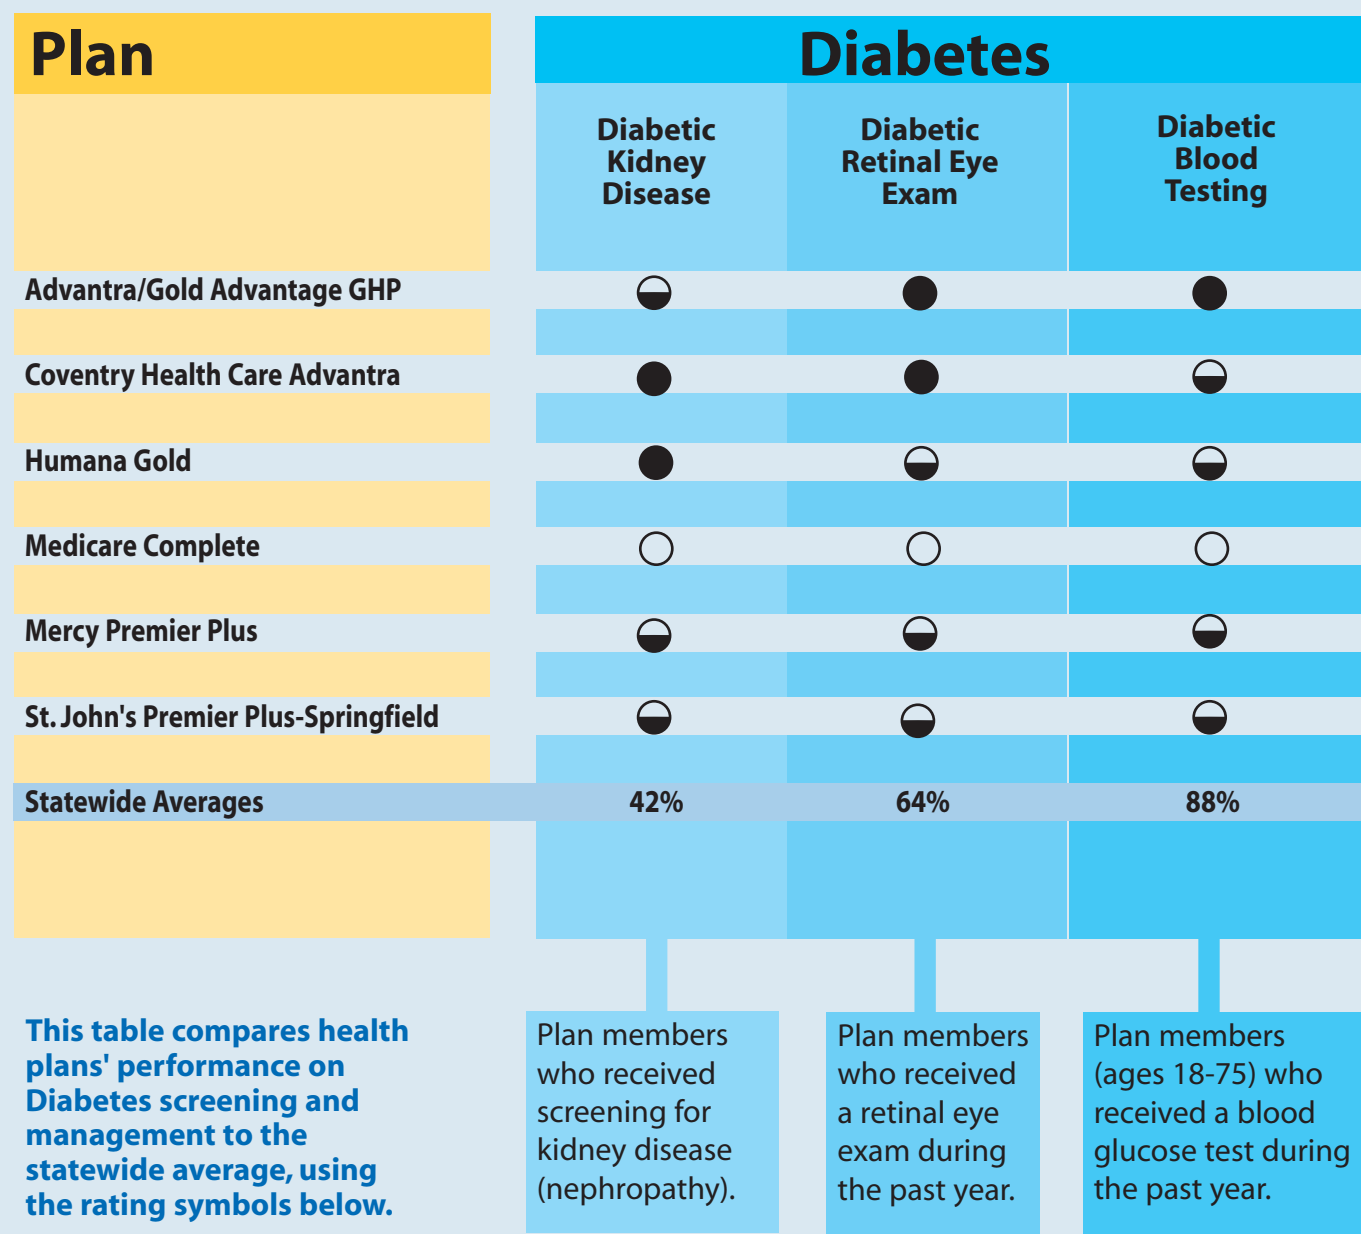 Plan
Diabetes
Diabetic
Kidney
Disease
Diabetic
Retinal Eye
Exam
Diabetic
Blood
Testing
Advantra/Gold Advantage GHP
Coventry Health Care Advantra
Humana Gold
Medicare Complete
Mercy Premier Plus
St. John's Premier Plus-Springfield
Statewide Averages 42% 64% 88%
This table compares health
plans' performance on
Diabetes screening and
management to the
statewide average, using
the rating symbols below.
Plan members
who received
screening for
kidney disease
(nephropathy).
Plan members
who received
a retinal eye
exam during
the past year.
Plan members
(ages 18-75) who
received a blood
glucose test during
the past year.